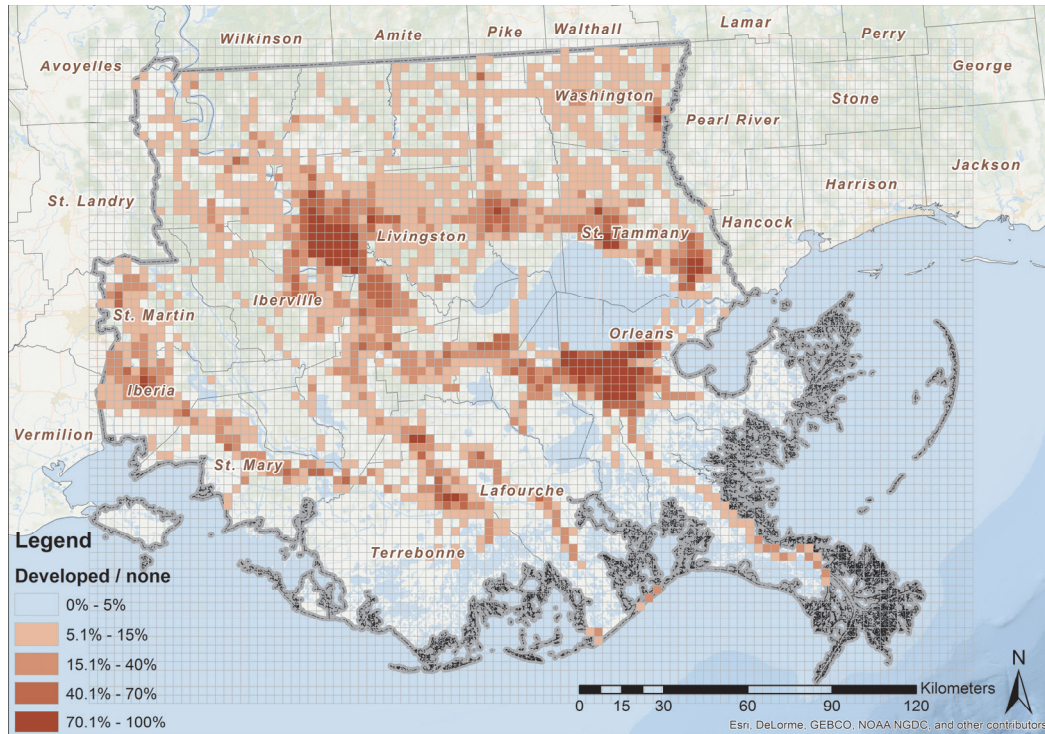 Lamar
Wilkinson
Amite
Pike
Walthall
Perry
Avoyelles
George
Washington
Stone
Pearl River
Jackson
St. Landry
Harrison
Hancock
Livingston
St. Tammany
Iberville
St. Martin
Orleans
Iberia
Vermilion
St. Mary
Lafourche
Terrebonne
Legend
Developed / none
0% - 5%
5.1% - 15%
15.1% - 40%
40.1% - 70%
70.1% - 100%
N
Kilometers
0 15 30 60 90 120
Esri, DeLorme, GEBCO, NOAA NGDC, and other contributors